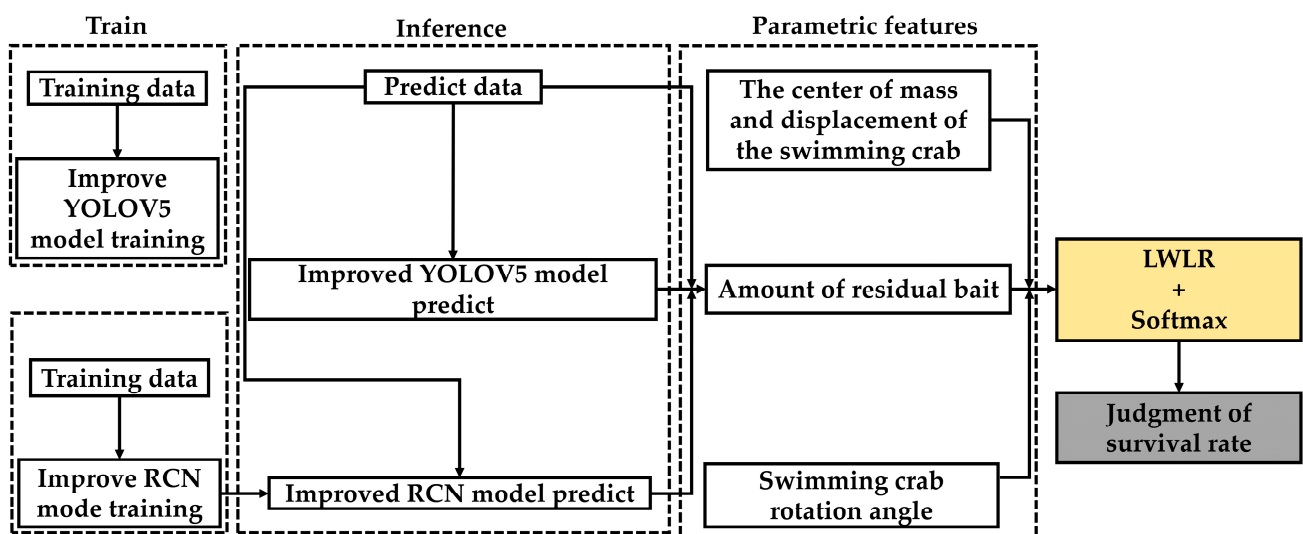 Train
Training data
Improve
YOLOV5
model training
Training data
Improve RCN
mode training
Inference
Predict data
Improved YOLOV5 model
predict
Improved RCN model predict
Parametric features
The center of mass
and displacement of
the swimming crab
Amount of residual bait
Swimming crab
rotation angle
LWLR
+
Softmax
Judgment of
survival rate